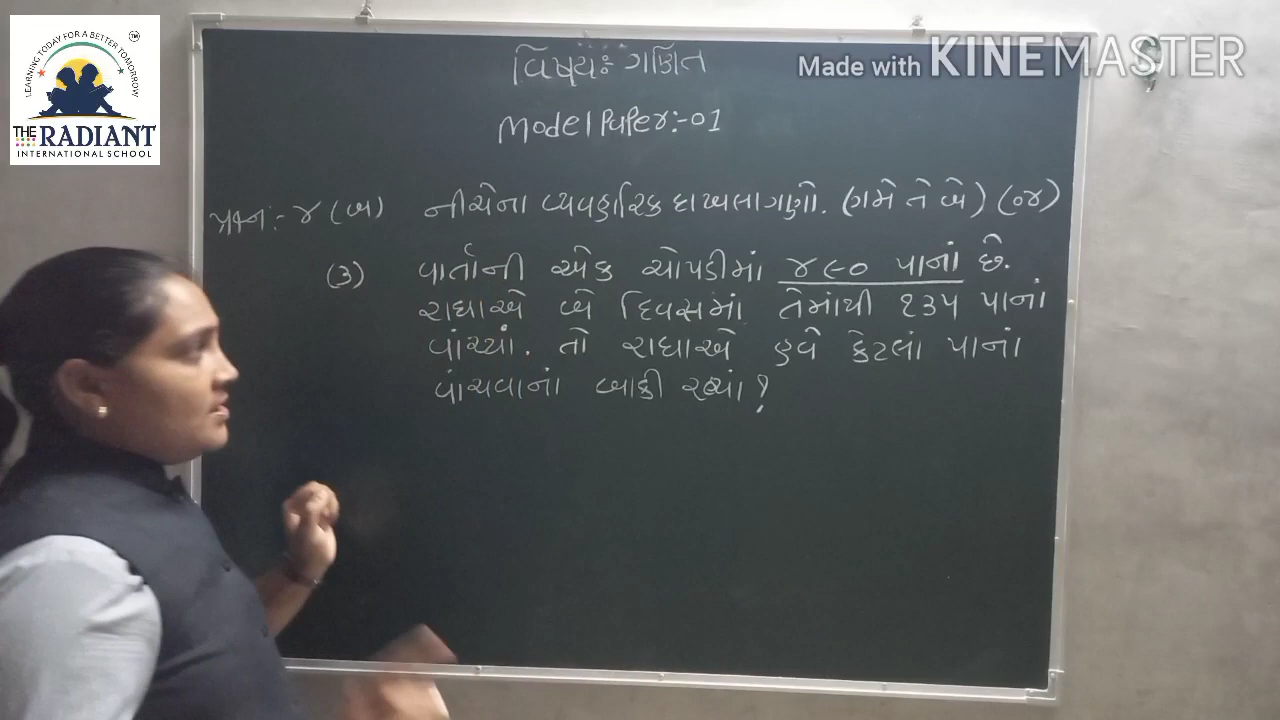 LEARNING TODAY FOR A BETTER TOMORROW
TM
THE RADIANT
INTERNATIONAL SCHOOL
Made with KINEMASTER
વિષય: ગણિત
Model Paper:-01
પ્રશ્ન:- ૪ (બ) નીચેના વ્યવહારિક દાખલા ગણો. (ગમે તે બે) (૦૪)
(૩) વાર્તાની એક ચોપડીમાં ૪૯૦ પાનાં છે.
રાધાએ બે દિવસમાં તેમાંથી ૨૩૫ પાનાં
વાંચ્યાં. તો રાધાએ હવે કેટલાં પાનાં
વાંચવાનાં બાકી રહ્યાં?